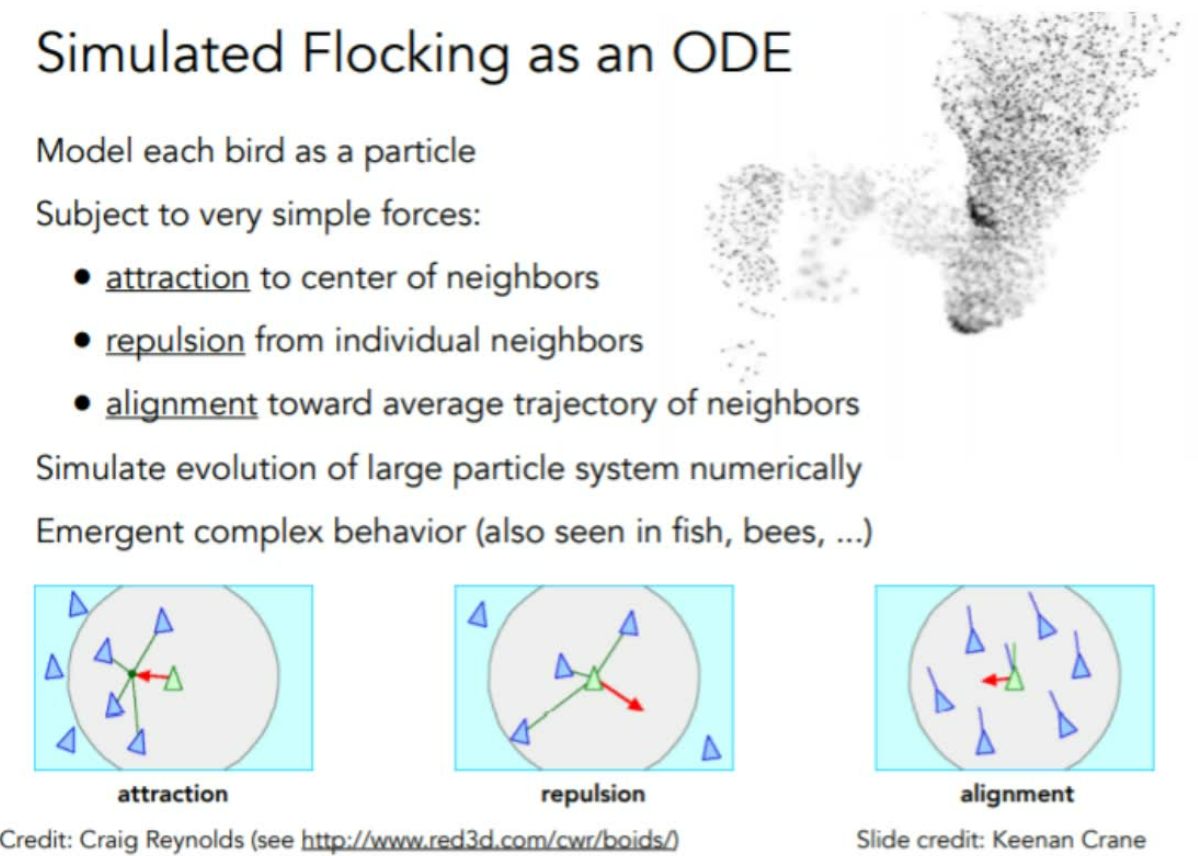 Simulated Flocking as an ODE
Model each bird as a particle
Subject to very simple forces:
• attraction to center of neighbors
• repulsion from individual neighbors
• alignment toward average trajectory of neighbors
Simulate evolution of large particle system numerically
Emergent complex behavior (also seen in fish, bees, ...)
attraction
repulsion
alignment
Credit: Craig Reynolds (see http://www.red3d.com/cwr/boids/)
Slide credit: Keenan Crane